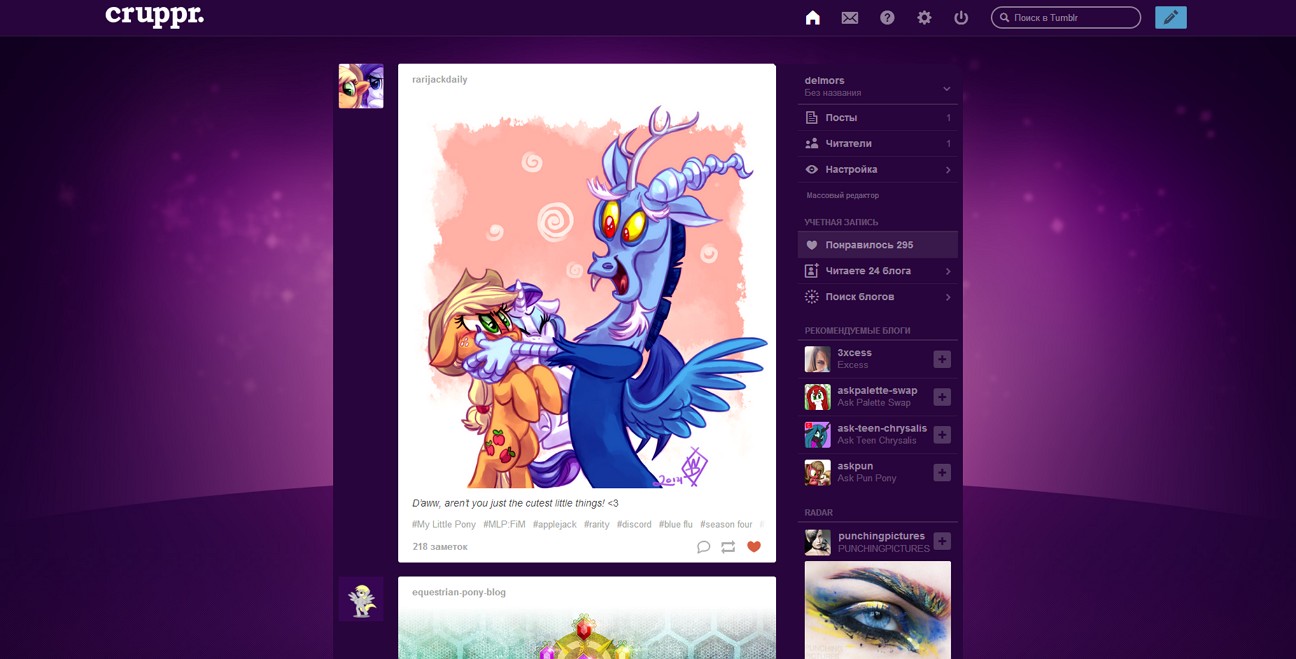 cruppr.
Поиск в Tumblr
rarijackdaily
2014
D'aww, aren't you just the cutest little things! <3
#My Little Pony #MLP:FiM #applejack #rarity #discord #blue flu #season four #
218 заметок
equestrian-pony-blog
delmors
Без названия
Посты 1
Читатели 1
Настройка
Массовый редактор
УЧЕТНАЯ ЗАПИСЬ
Понравилось 295
Читаете 24 блога
Поиск блогов
РЕКОМЕНДУЕМЫЕ БЛОГИ
3xcess
Excess
askpalette-swap
Ask Palette Swap
ask-teen-chrysalis
Ask Teen Chrysalis
askpun
Ask Pun Pony
RADAR
punchingpictures
PUNCHINGPICTURES